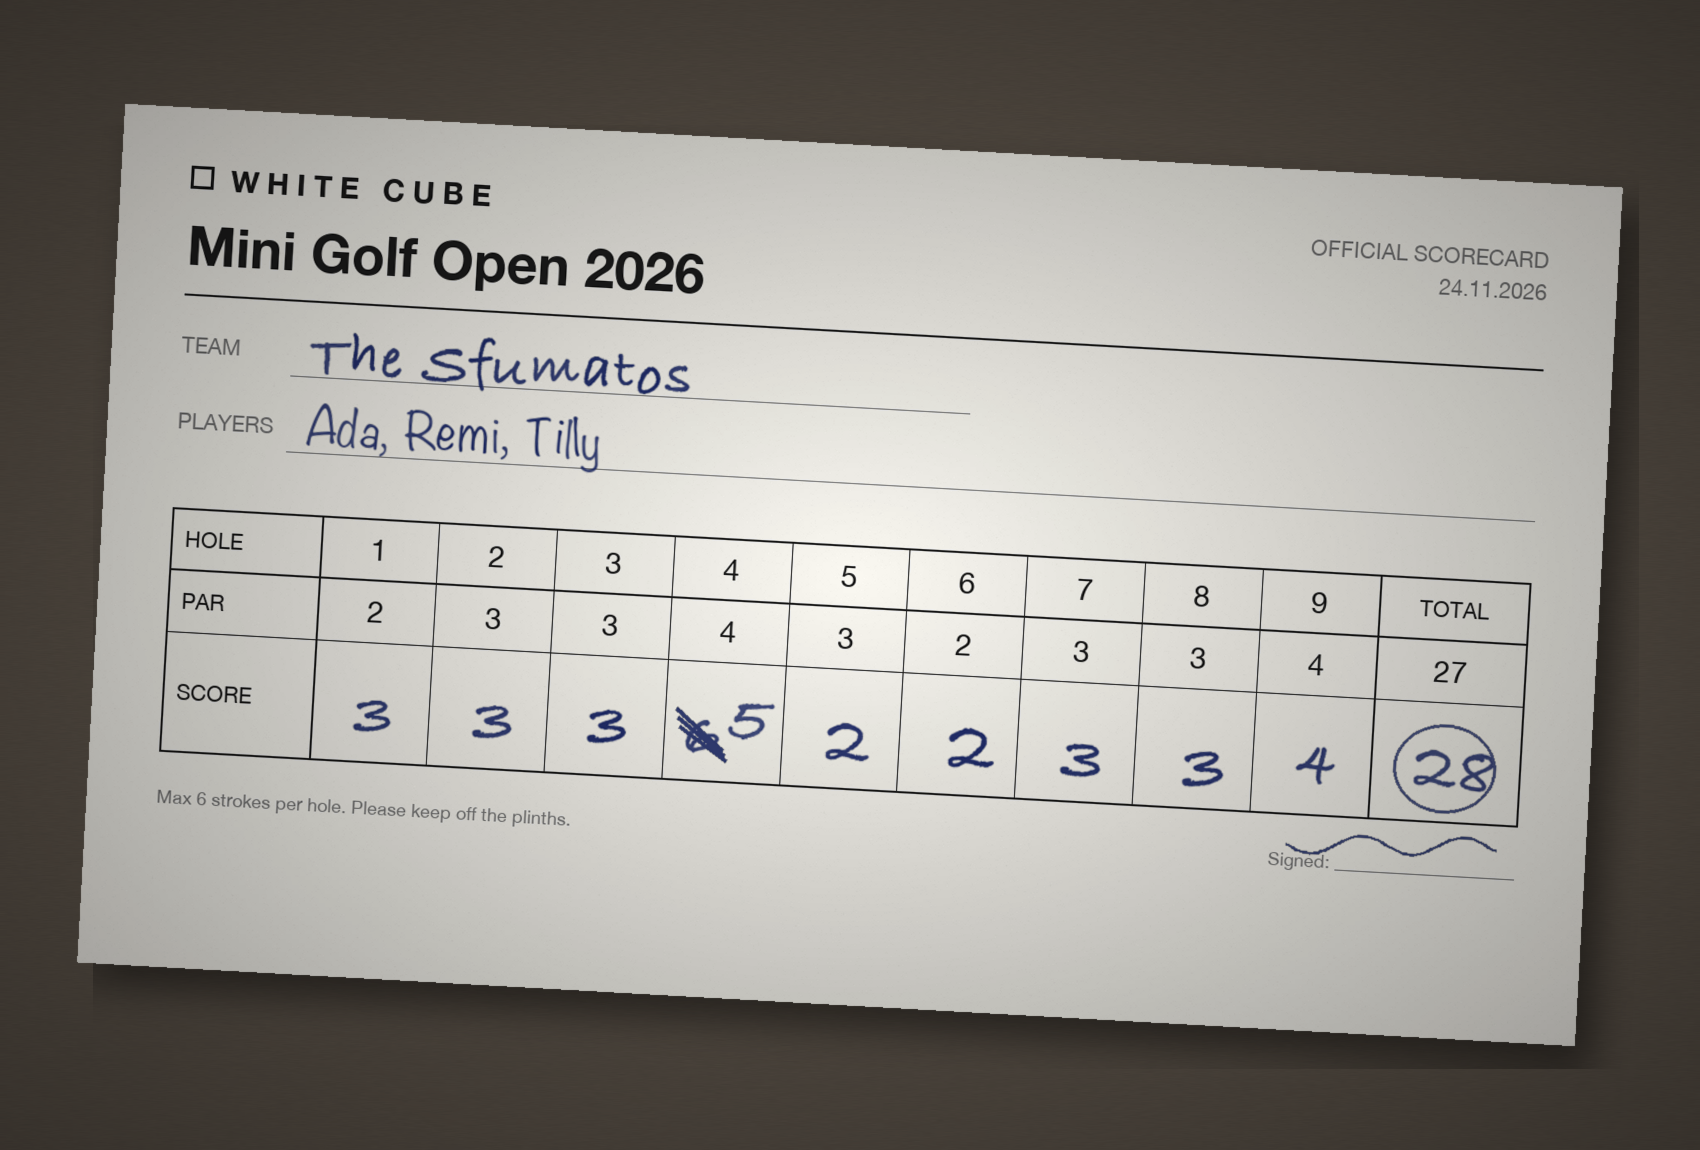 WHITE CUBE
Mini Golf Open 2026
OFFICIAL SCORECARD
24.11.2026
TEAM The Sfumatos
PLAYERS Ada, Remi, Tilly
HOLE 1 2 3 4 5 6 7 8 9 TOTAL
PAR 2 3 3 4 3 2 3 3 4 27
SCORE 3 3 3 5 2 2 3 3 4 28
Max 6 strokes per hole. Please keep off the plinths.
Signed: